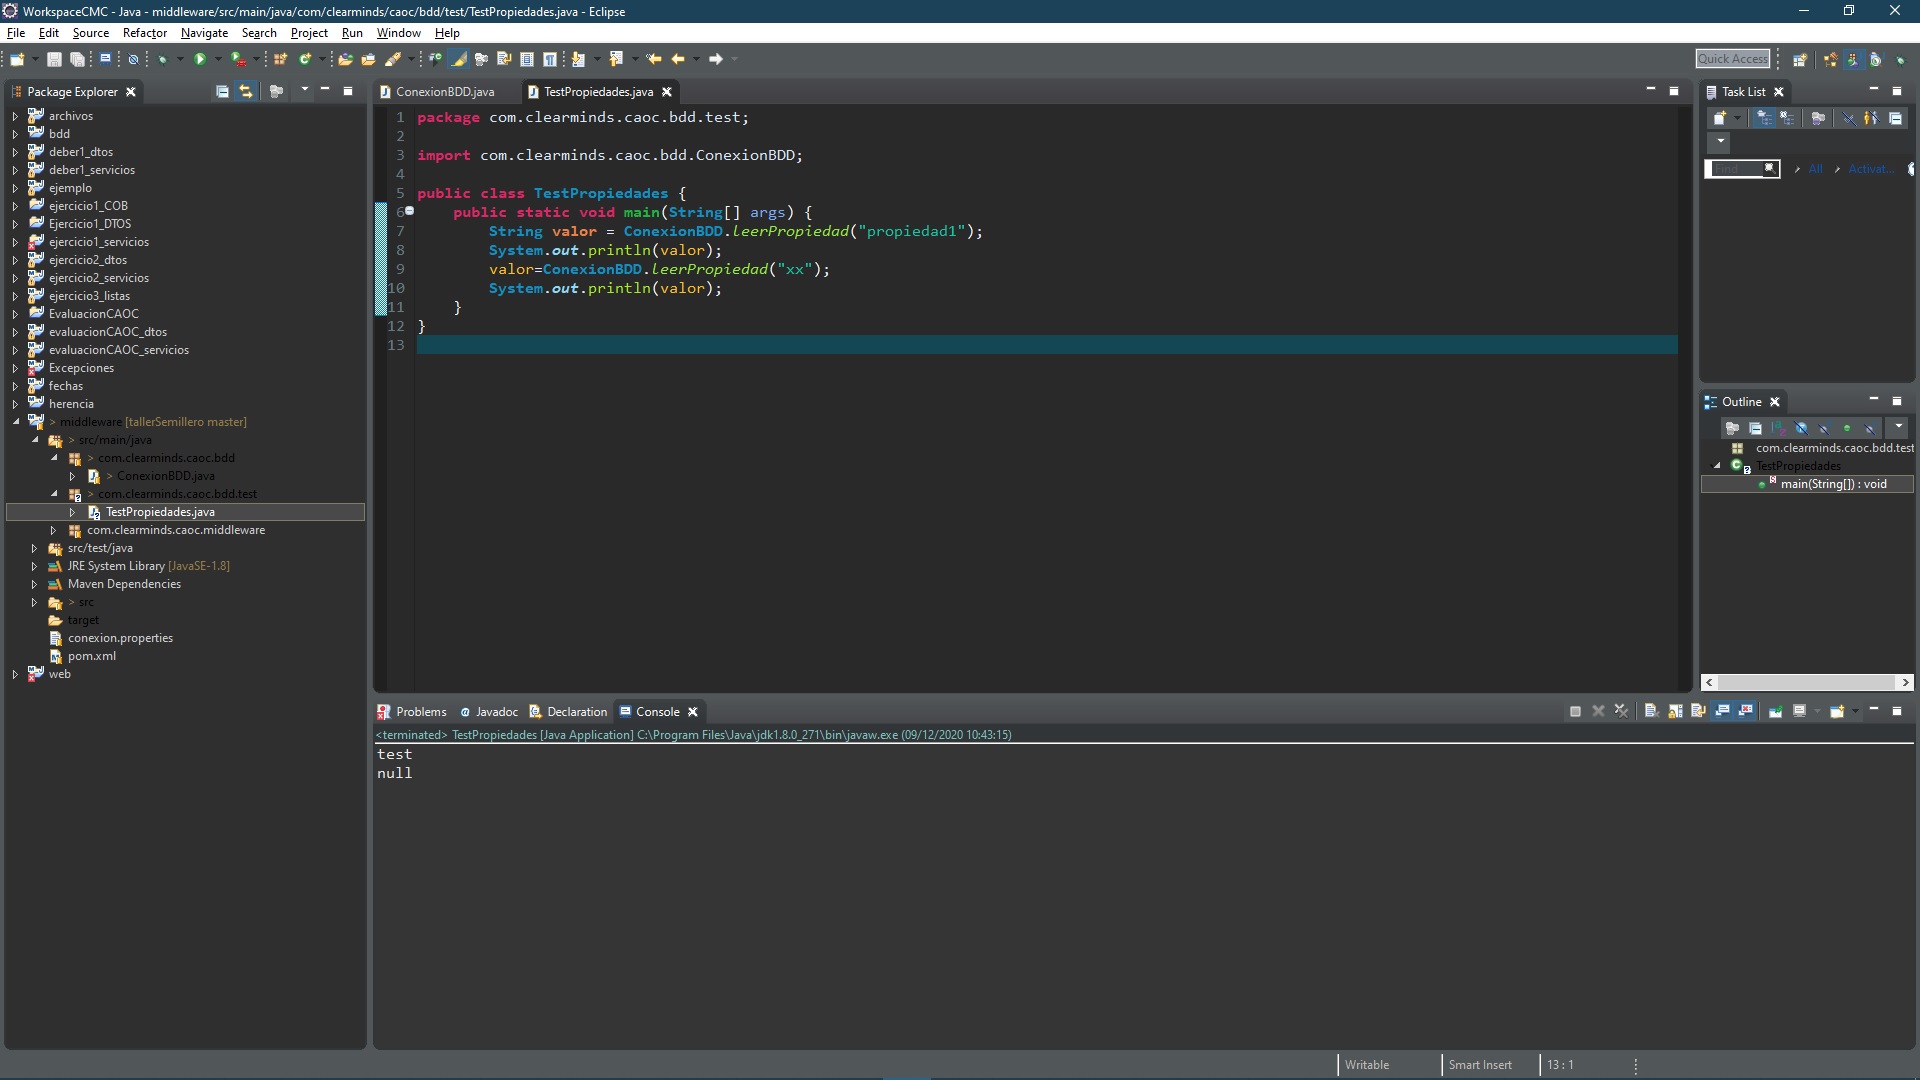 WorkspaceCMC - Java - middleware/src/main/java/com/clearminds/caoc/bdd/test/TestPropiedades.java - Eclipse
File Edit Source Refactor Navigate Search Project Run Window Help
Quick Access
Package Explorer
archivos
bdd
deber1_dtos
deber1_servicios
ejemplo
ejercicio1_COB
Ejercicio1_DTOS
ejercicio1_servicios
ejercicio2_dtos
ejercicio2_servicios
ejercicio3_listas
EvaluacionCAOC
evaluacionCAOC_dtos
evaluacionCAOC_servicios
Excepciones
fechas
herencia
> middleware [tallerSemillero master]
> src/main/java
> com.clearminds.caoc.bdd
> ConexionBDD.java
> com.clearminds.caoc.bdd.test
TestPropiedades.java
com.clearminds.caoc.middleware
src/test/java
JRE System Library [JavaSE-1.8]
Maven Dependencies
> src
target
conexion.properties
pom.xml
web
ConexionBDD.java TestPropiedades.java
1 package com.clearminds.caoc.bdd.test;
2
3 import com.clearminds.caoc.bdd.ConexionBDD;
4
5 public class TestPropiedades {
6 public static void main(String[] args) {
7 String valor = ConexionBDD.leerPropiedad("propiedad1");
8 System.out.println(valor);
9 valor=ConexionBDD.leerPropiedad("xx");
10 System.out.println(valor);
11 }
12 }
13
Task List
Find All Activat...
Outline
com.clearminds.caoc.bdd.test
TestPropiedades
main(String[]) : void
Problems Javadoc Declaration Console
<terminated> TestPropiedades [Java Application] C:\Program Files\Java\jdk1.8.0_271\bin\javaw.exe (09/12/2020 10:43:15)
test
null
Writable Smart Insert 13 : 1